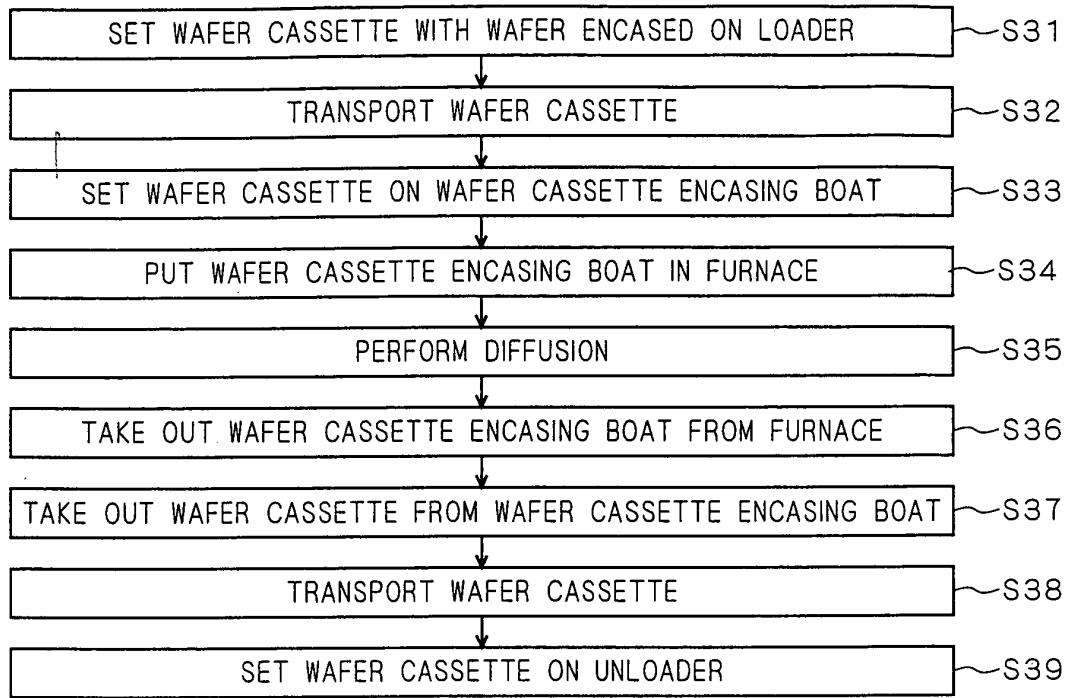 SET WAFER CASSETTE WITH WAFER ENCASED ON LOADER S31
TRANSPORT WAFER CASSETTE S32
SET WAFER CASSETTE ON WAFER CASSETTE ENCASING BOAT S33
PUT WAFER CASSETTE ENCASING BOAT IN FURNACE S34
PERFORM DIFFUSION S35
TAKE OUT WAFER CASSETTE ENCASING BOAT FROM FURNACE S36
TAKE OUT WAFER CASSETTE FROM WAFER CASSETTE ENCASING BOAT S37
TRANSPORT WAFER CASSETTE S38
SET WAFER CASSETTE ON UNLOADER S39